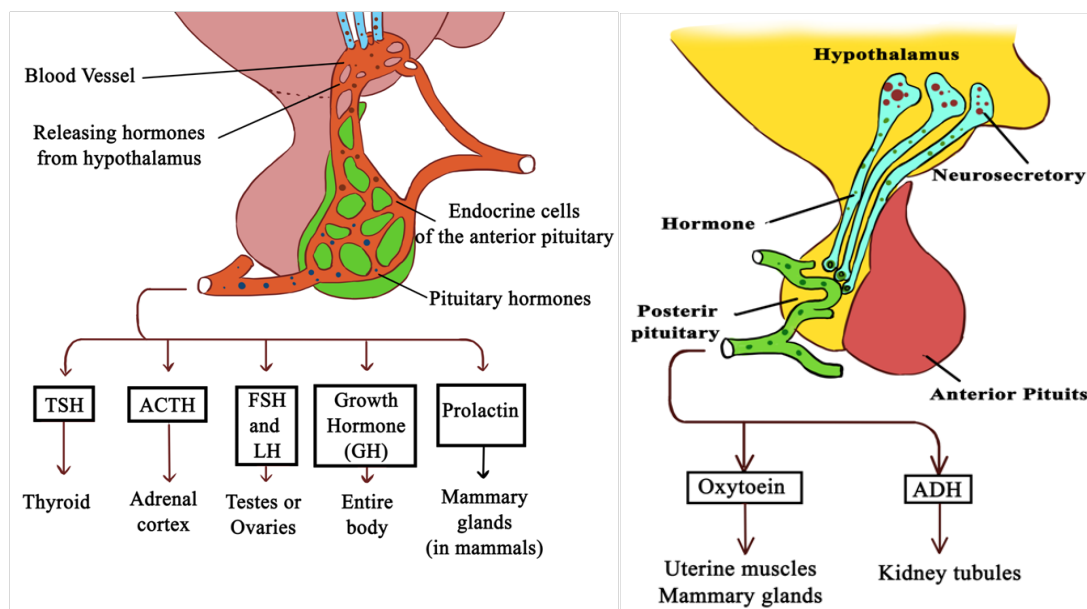 Blood Vessel
Releasing hormones
from hypothalamus
Endocrine cells
of the anterior pituitary
Pituitary hormones
TSH
ACTH
FSH
and
LH
Growth
Hormone
(GH)
Prolactin
Thyroid
Adrenal
cortex
Testes or
Ovaries
Entire
body
Mammary
glands
(in mammals)
Hypothalamus
Neurosecretory
Hormone
Posterir
pituitary
Anterior Pituits
Oxytoein
ADH
Uterine muscles
Mammary glands
Kidney tubules